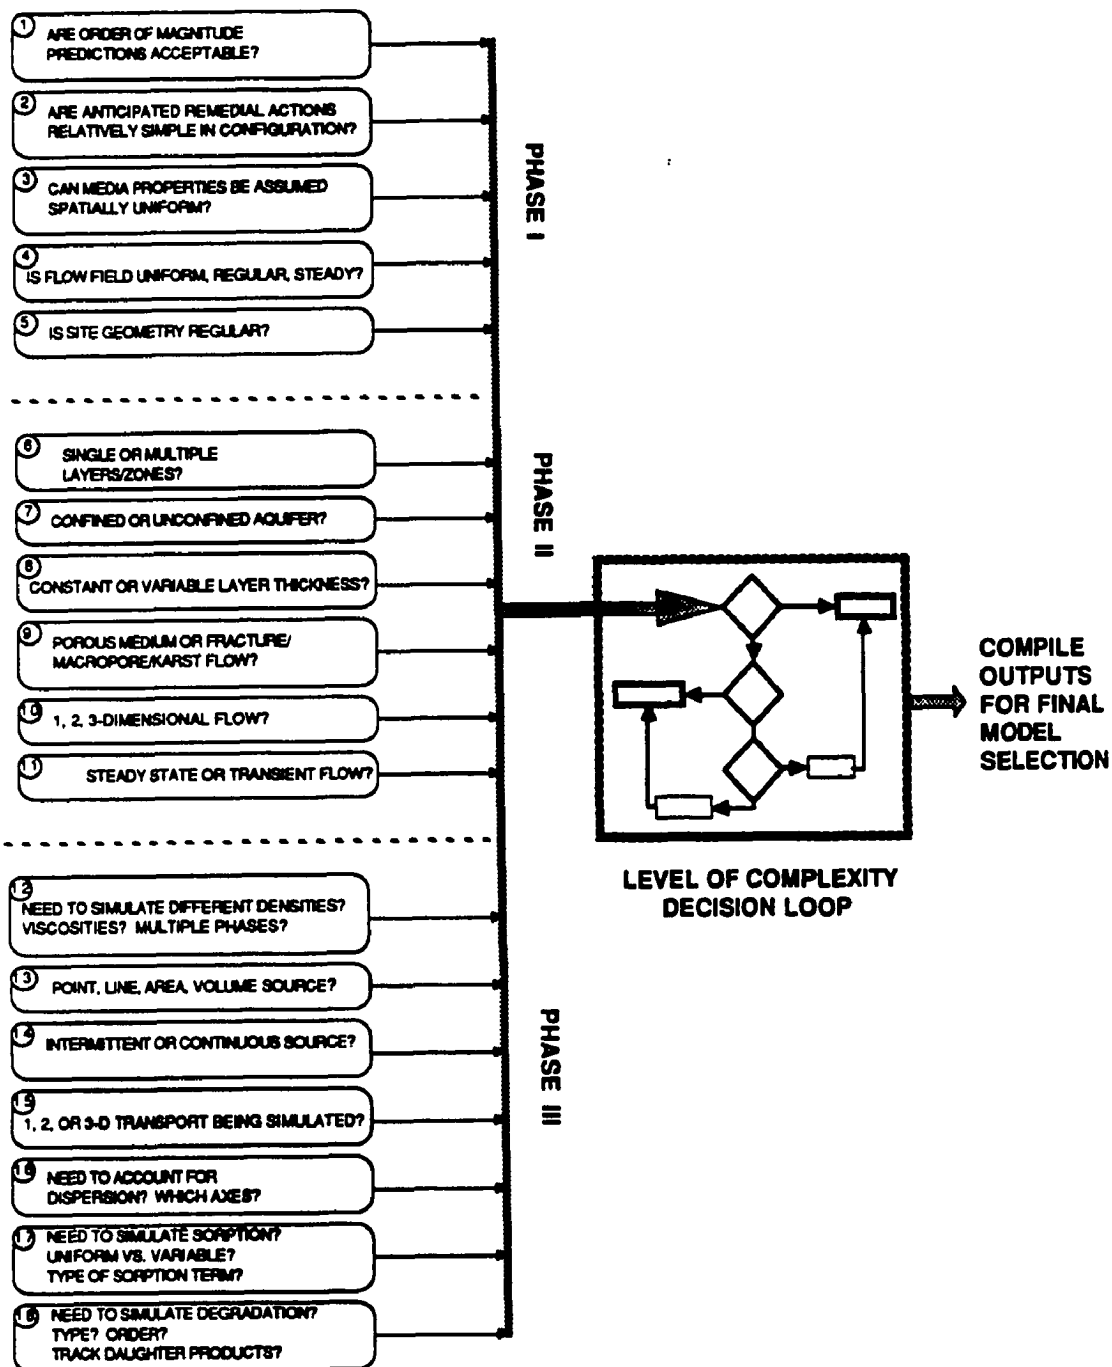 1
ARE ORDER OF MAGNITUDE
PREDICTIONS ACCEPTABLE?
2
ARE ANTICIPATED REMEDIAL ACTIONS
RELATIVELY SIMPLE IN CONFIGURATION?
3
CAN MEDIA PROPERTIES BE ASSUMED
SPATIALLY UNIFORM?
4
IS FLOW FIELD UNIFORM, REGULAR, STEADY?
5
IS SITE GEOMETRY REGULAR?
PHASE I
6
SINGLE OR MULTIPLE
LAYERS/ZONES?
7
CONFINED OR UNCONFINED AQUIFER?
8
CONSTANT OR VARIABLE LAYER THICKNESS?
9
POROUS MEDIUM OR FRACTURE/
MACROPORE/KARST FLOW?
10
1, 2, 3-DIMENSIONAL FLOW?
11
STEADY STATE OR TRANSIENT FLOW?
PHASE II
12
NEED TO SIMULATE DIFFERENT DENSITIES?
VISCOSITIES? MULTIPLE PHASES?
13
POINT, LINE, AREA, VOLUME SOURCE?
14
INTERMITTENT OR CONTINUOUS SOURCE?
15
1, 2, OR 3-D TRANSPORT BEING SIMULATED?
16
NEED TO ACCOUNT FOR
DISPERSION? WHICH AXES?
17
NEED TO SIMULATE SORPTION?
UNIFORM VS. VARIABLE?
TYPE OF SORPTION TERM?
18
NEED TO SIMULATE DEGRADATION?
TYPE? ORDER?
TRACK DAUGHTER PRODUCTS?
PHASE III
LEVEL OF COMPLEXITY
DECISION LOOP
COMPILE
OUTPUTS
FOR FINAL
MODEL
SELECTION